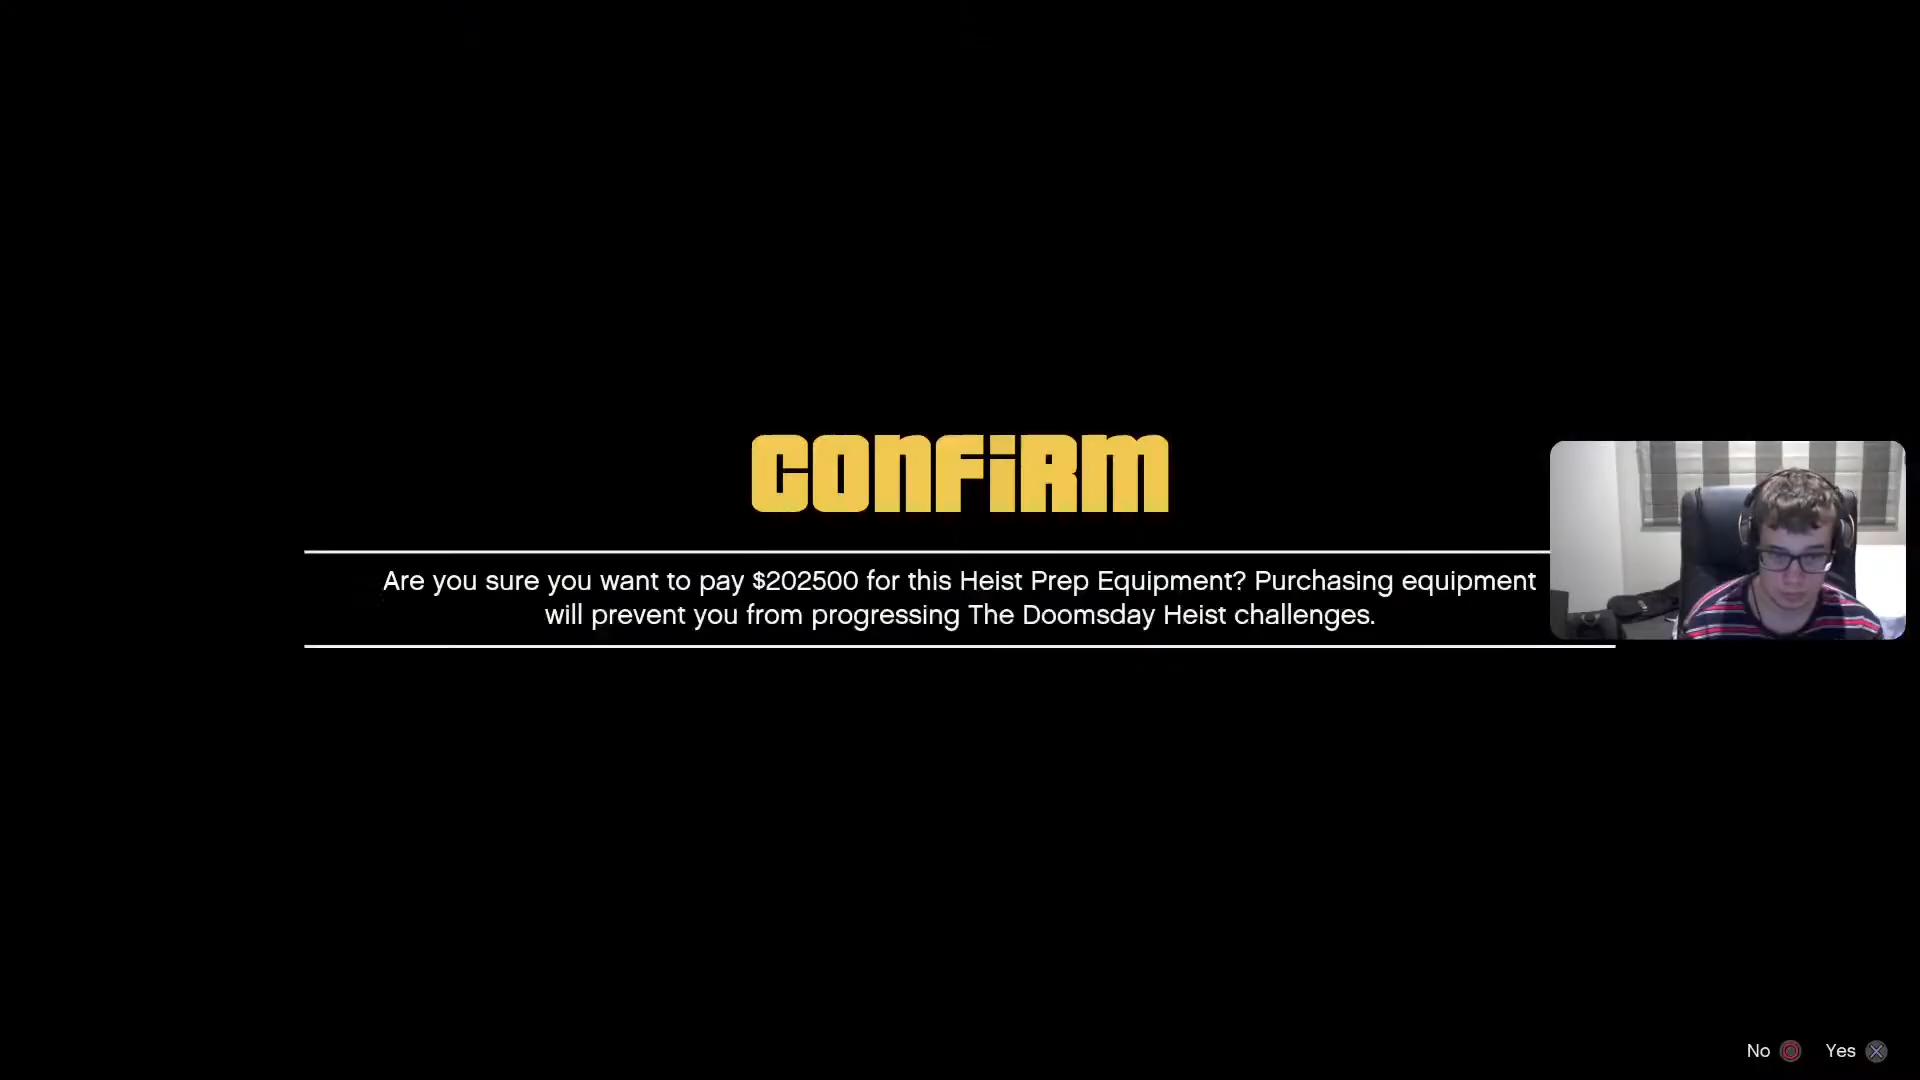 CONFIRM
Are you sure you want to pay $202500 for this Heist Prep Equipment? Purchasing equipment
will prevent you from progressing The Doomsday Heist challenges.
No Yes